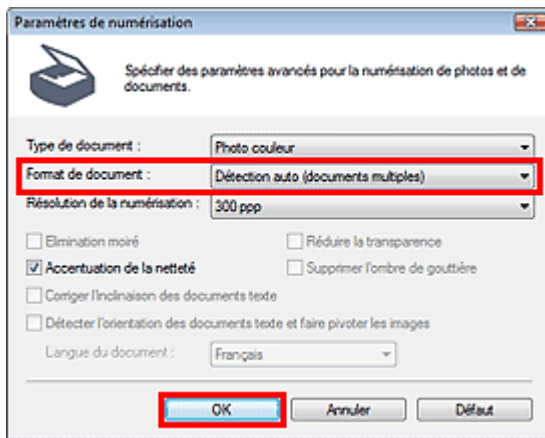 Paramètres de numérisation
Spécifier des paramètres avancés pour la numérisation de photos et de
documents.
Type de document :
Photo couleur
Format de document :
Détection auto (documents multiples)
Résolution de la numérisation :
300 ppp
Elimination moiré
Réduire la transparence
Accentuation de la netteté
Supprimer l'ombre de gouttière
Corriger l'inclinaison des documents texte
Détecter l'orientation des documents texte et faire pivoter les images
Langue du document :
Français
OK
Annuler
Défaut